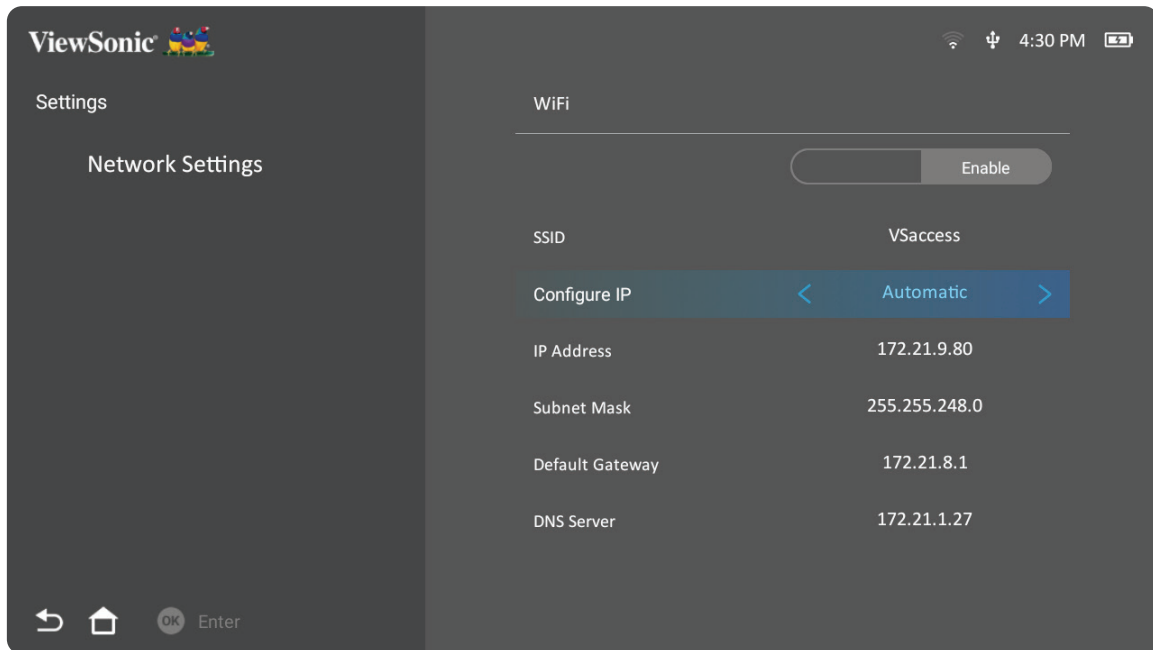 ViewSonic®
4:30 PM
Settings
WiFi
Network Settings
Enable
SSID VSaccess
Configure IP < Automatic >
IP Address 172.21.9.80
Subnet Mask 255.255.248.0
Default Gateway 172.21.8.1
DNS Server 172.21.1.27
OK Enter